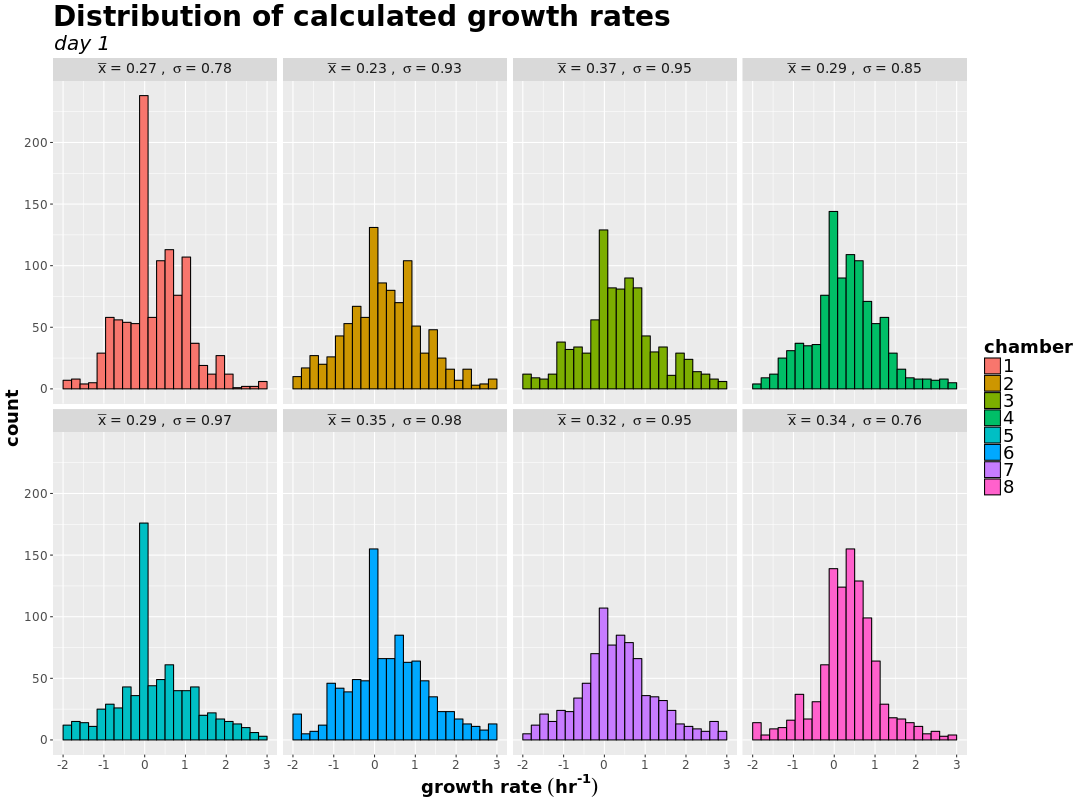 Distribution of calculated growth rates
day 1
x̅ = 0.27 , σ = 0.78
x̅ = 0.23 , σ = 0.93
x̅ = 0.37 , σ = 0.95
x̅ = 0.29 , σ = 0.85
200
150
100
50
0
x̅ = 0.29 , σ = 0.97
x̅ = 0.35 , σ = 0.98
x̅ = 0.32 , σ = 0.95
x̅ = 0.34 , σ = 0.76
200
150
100
50
0
-2 -1 0 1 2 3
-2 -1 0 1 2 3
-2 -1 0 1 2 3
-2 -1 0 1 2 3
growth rate (hr⁻¹)
count
chamber
1
2
3
4
5
6
7
8